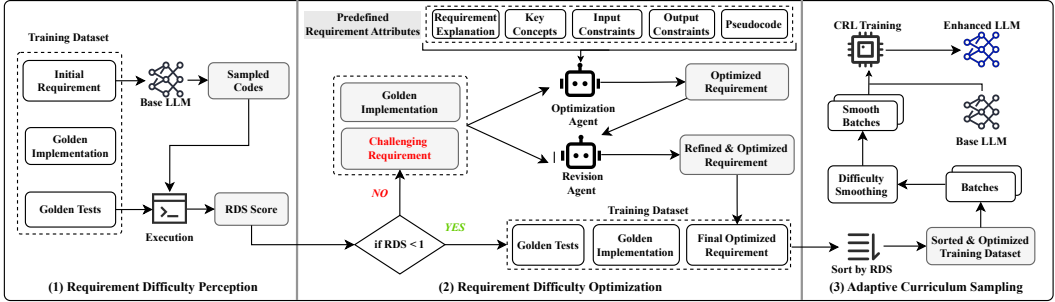 Training Dataset
Initial
Requirement
Base LLM
Sampled
Codes
Golden
Implementation
Golden Tests
Execution
RDS Score
(1) Requirement Difficulty Perception
Predefined
Requirement Attributes
Requirement
Explanation
Key
Concepts
Input
Constraints
Output
Constraints
Pseudocode
Golden
Implementation
Challenging
Requirement
Optimization
Agent
Optimized
Requirement
Revision
Agent
Refined & Optimized
Requirement
NO
if RDS < 1
YES
Training Dataset
Golden Tests
Golden
Implementation
Final Optimized
Requirement
(2) Requirement Difficulty Optimization
CRL Training
Enhanced LLM
Smooth
Batches
Base LLM
Difficulty
Smoothing
Batches
Sort by RDS
Sorted & Optimized
Training Dataset
(3) Adaptive Curriculum Sampling